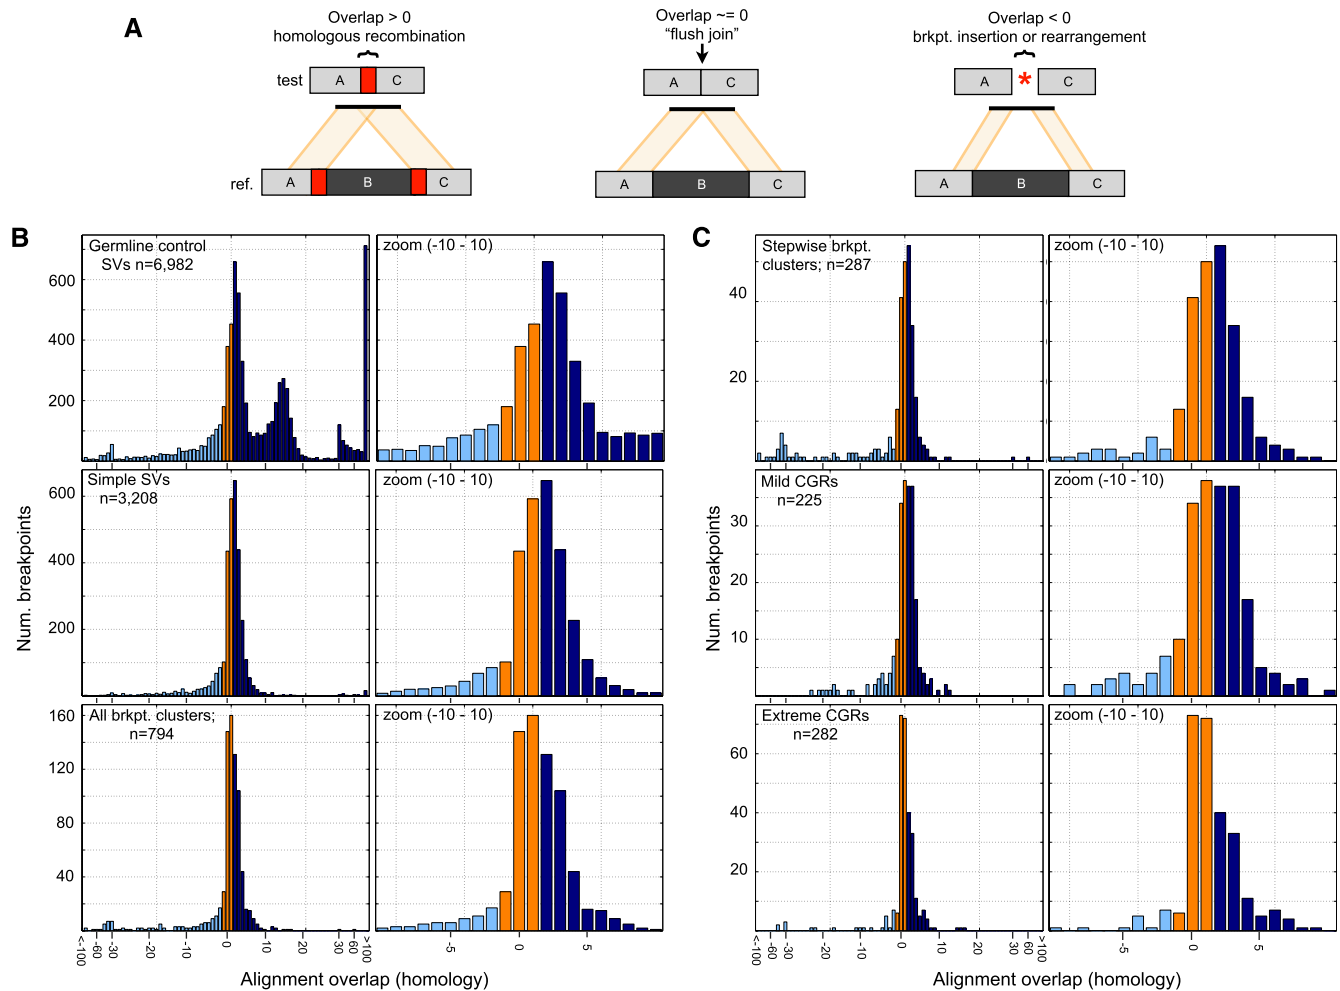 A
Overlap > 0
homologous recombination
Overlap ~= 0
“flush join”
Overlap < 0
brkpt. insertion or rearrangement
test
A
C
A
C
A
*
C
ref.
A
B
C
A
B
C
A
B
C
B
Num. breakpoints
Germline control
SVs n=6,982
zoom (-10 - 10)
600
400
200
Simple SVs
n=3,208
zoom (-10 - 10)
600
400
200
All brkpt. clusters;
n=794
zoom (-10 - 10)
160
120
80
40
<-100
-60
-30
-20
-10
0
10
20
30
60
>100
-5
0
5
Alignment overlap (homology)
C
Num. breakpoints
Stepwise brkpt.
clusters; n=287
zoom (-10 - 10)
40
20
Mild CGRs
n=225
zoom (-10 - 10)
30
20
10
Extreme CGRs
n=282
zoom (-10 - 10)
60
40
20
<-100
-60
-30
-20
-10
0
10
20
30
60
>100
-5
0
5
Alignment overlap (homology)